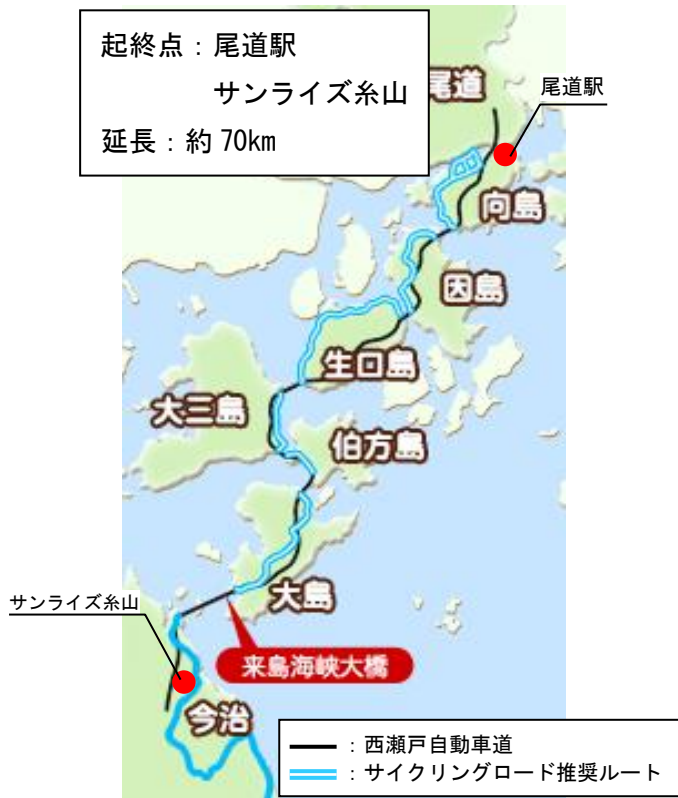 起終点：尾道駅
サンライズ糸山
延長：約 70km
尾道
尾道駅
向島
因島
生口島
大三島
伯方島
大島
サンライズ糸山
来島海峡大橋
今治
：西瀬戸自動車道
：サイクリングロード推奨ルート